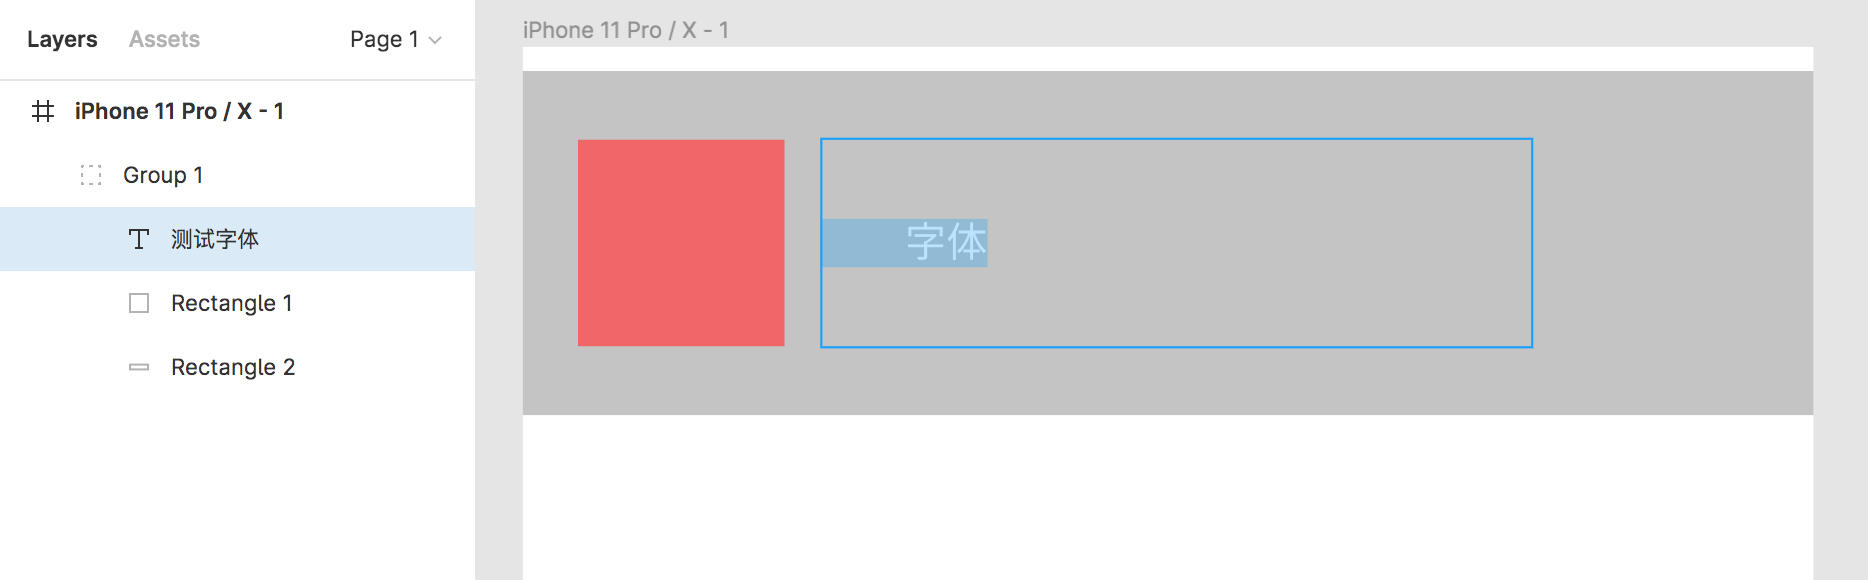 Layers Assets Page 1
iPhone 11 Pro / X - 1
Group 1
测试字体
Rectangle 1
Rectangle 2
iPhone 11 Pro / X - 1
字体